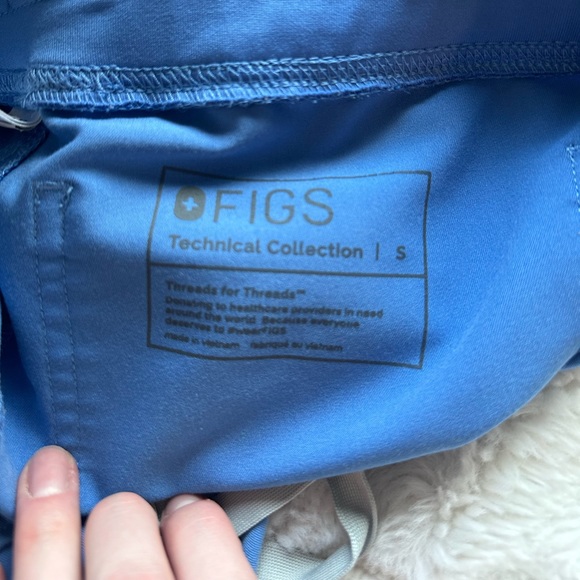 FIGS
Technical Collection | S
Threads for Threads™
Donating to healthcare providers in need
around the world. Because everyone
deserves to #wearFIGS
made in vietnam fabriqué au vietnam